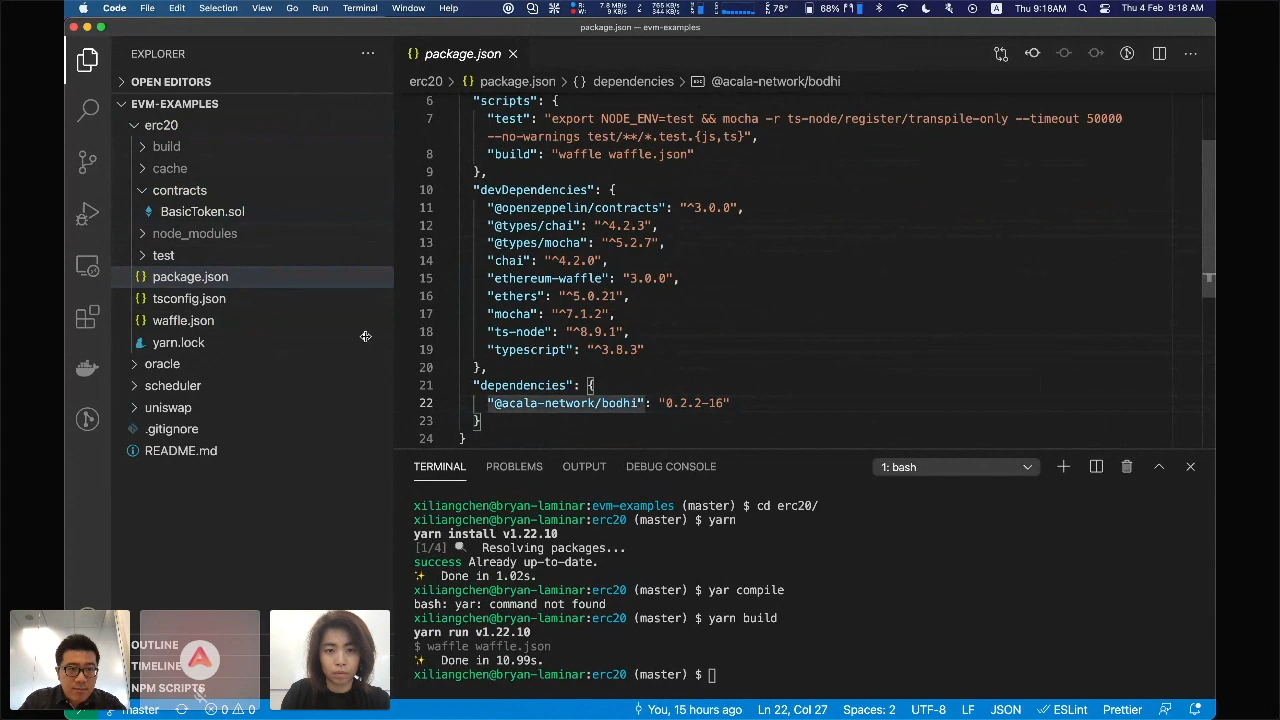 Code File Edit Selection View Go Run Terminal Window Help
R: 7.8 MB/s 765 KB/s
W: 9 KB/s 344 KB/s
78° 68% A Thu 9:18AM Thu 4 Feb 9:18 AM
package.json — evm-examples
EXPLORER
OPEN EDITORS
EVM-EXAMPLES
erc20
build
cache
contracts
BasicToken.sol
node_modules
test
{} package.json
{} tsconfig.json
{} waffle.json
yarn.lock
oracle
scheduler
uniswap
.gitignore
README.md
OUTLINE
TIMELINE
NPM SCRIPTS
{} package.json
erc20 > {} package.json > {} dependencies > @acala-network/bodhi
6 "scripts": {
7 "test": "export NODE_ENV=test && mocha -r ts-node/register/transpile-only --timeout 50000
--no-warnings test/**/*.test.{js,ts}",
8 "build": "waffle waffle.json"
9 },
10 "devDependencies": {
11 "@openzeppelin/contracts": "^3.0.0",
12 "@types/chai": "^4.2.3",
13 "@types/mocha": "^5.2.7",
14 "chai": "^4.2.0",
15 "ethereum-waffle": "3.0.0",
16 "ethers": "^5.0.21",
17 "mocha": "^7.1.2",
18 "ts-node": "^8.9.1",
19 "typescript": "^3.8.3"
20 },
21 "dependencies": {
22 "@acala-network/bodhi": "0.2.2-16"
23 }
24 }
TERMINAL PROBLEMS OUTPUT DEBUG CONSOLE 1: bash
xiliangchen@bryan-laminar:evm-examples (master) $ cd erc20/
xiliangchen@bryan-laminar:erc20 (master) $ yarn
yarn install v1.22.10
[1/4] Resolving packages...
success Already up-to-date.
Done in 1.02s.
xiliangchen@bryan-laminar:erc20 (master) $ yar compile
bash: yar: command not found
xiliangchen@bryan-laminar:erc20 (master) $ yarn build
yarn run v1.22.10
$ waffle waffle.json
Done in 10.99s.
xiliangchen@bryan-laminar:erc20 (master) $
master 0 0 You, 15 hours ago Ln 22, Col 27 Spaces: 2 UTF-8 LF JSON ESLint Prettier